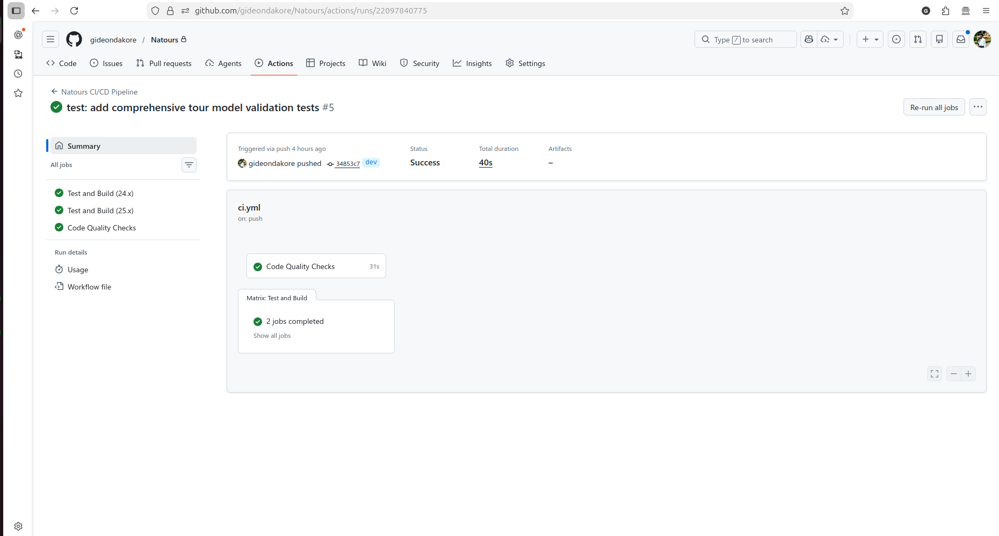 github.com/gideondakore/Natours/actions/runs/22097840775
G
gideondakore / Natours
Type / to search
Code Issues Pull requests Agents Actions Projects Wiki Security Insights Settings
Natours CI/CD Pipeline
test: add comprehensive tour model validation tests #5
Re-run all jobs
Summary
All jobs
Test and Build (24.x)
Test and Build (25.x)
Code Quality Checks
Run details
Usage
Workflow file
Triggered via push 4 hours ago
gideondakore pushed 34853c7 dev
Status
Success
Total duration
40s
Artifacts
–
ci.yml
on: push
Code Quality Checks 31s
Matrix: Test and Build
2 jobs completed
Show all jobs